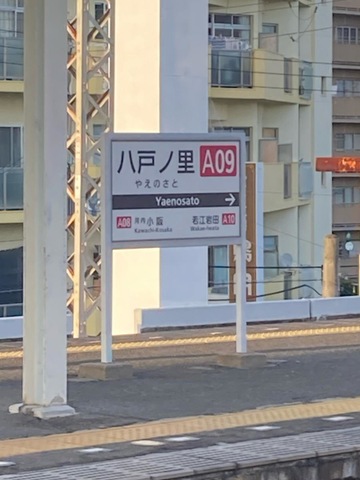 八戸ノ里 A09
やえのさと
Yaenosato →
A08 河内小阪 若江岩田 A10
Kawachi-Kosaka Wakae-Iwata